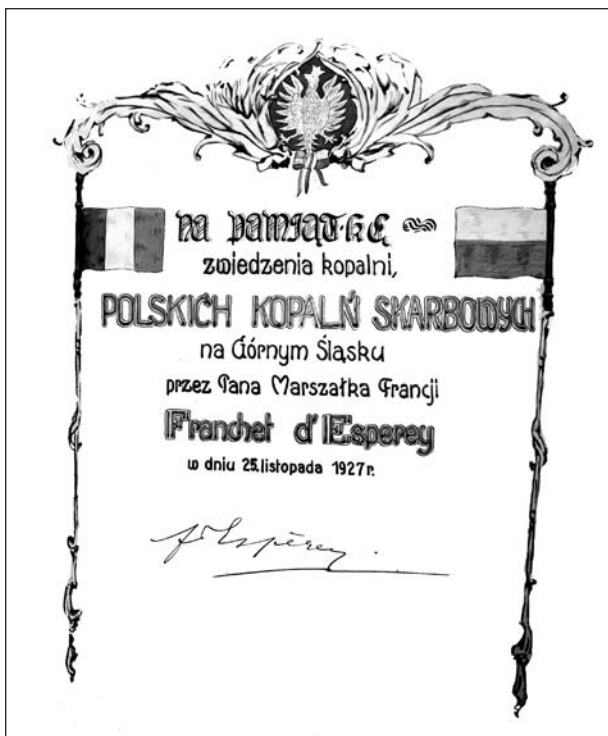 NA PAMIĄTKĘ
zwiedzenia kopalni,
POLSKICH KOPALŃ SKARBOWYCH
na Górnym Śląsku
przez Pana Marszałka Francji
Franchet d'Esperey
w dniu 25.listopada 1927 r.